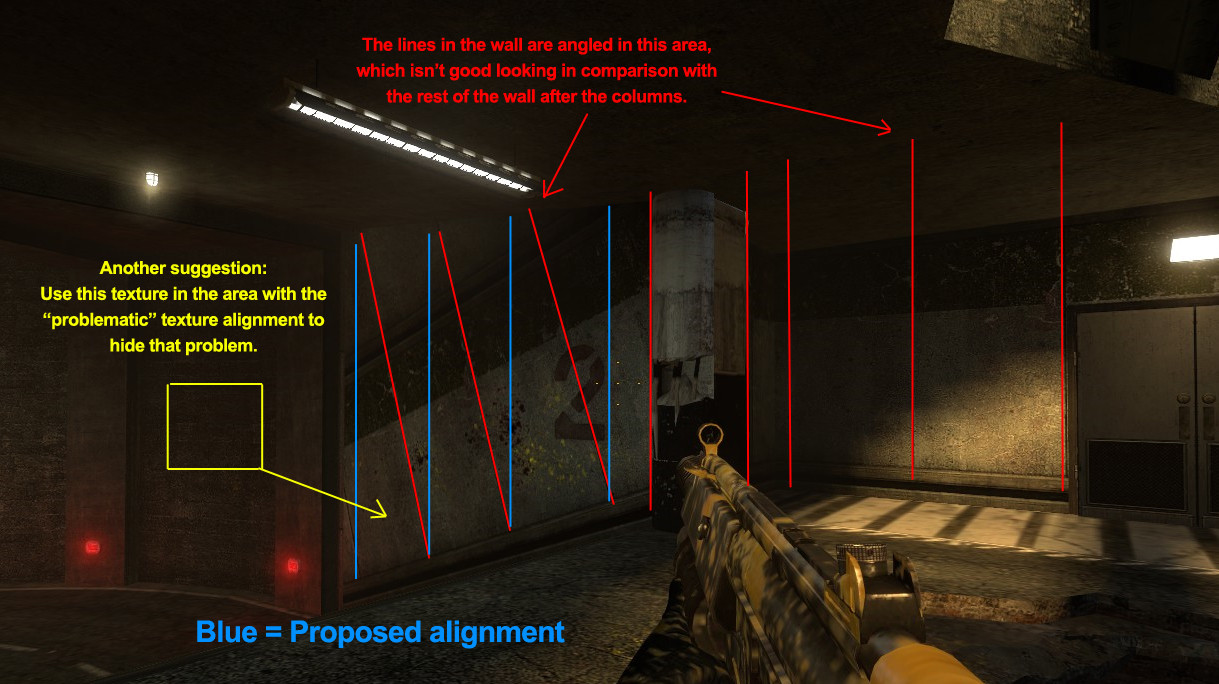 The lines in the wall are angled in this area,
which isn't good looking in comparison with
the rest of the wall after the columns.
Another suggestion:
Use this texture in the area with the
“problematic” texture alignment to
hide that problem.
2
Blue = Proposed alignment